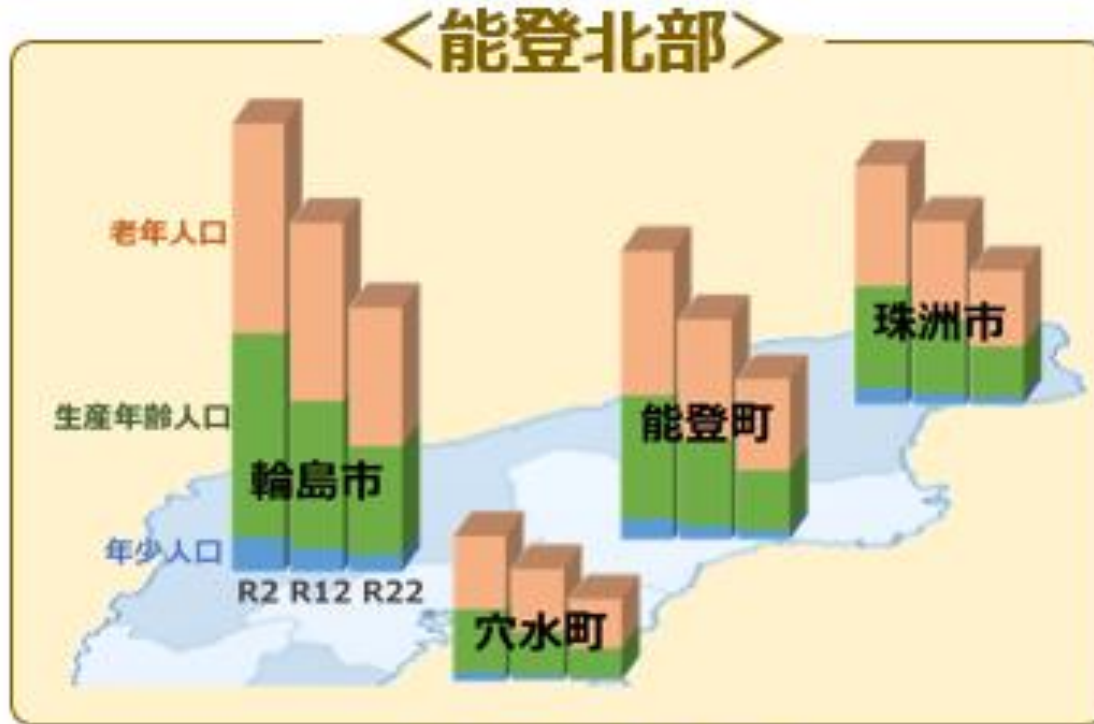 <能登北部>
老年人口
生産年齢人口
年少人口
R2 R12 R22
輪島市
穴水町
能登町
珠洲市